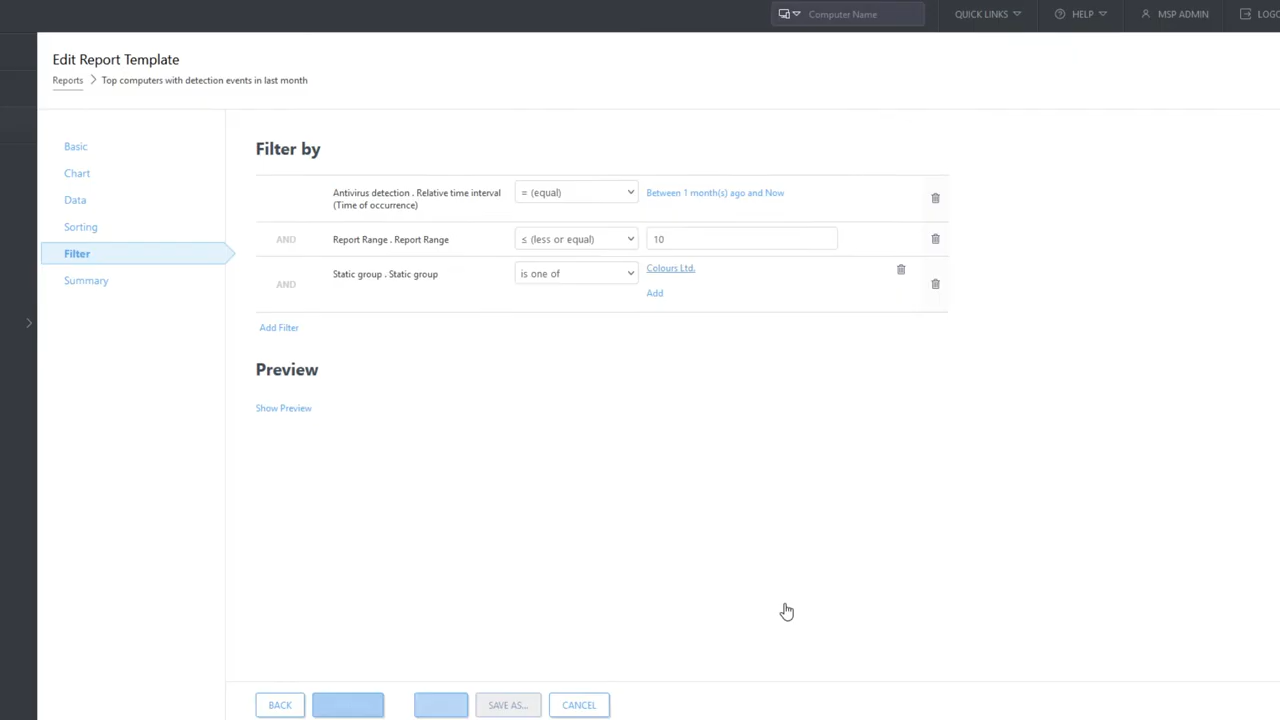 Computer Name
QUICK LINKS
HELP
MSP ADMIN
Edit Report Template
Reports Top computers with detection events in last month
Basic
Chart
Data
Sorting
Filter
Summary
Filter by
Antivirus detection . Relative time interval
(Time of occurrence)
= (equal)
Between 1 month(s) ago and Now
AND
Report Range . Report Range
≤ (less or equal)
10
AND
Static group . Static group
is one of
Colours Ltd.
Add
Add Filter
Preview
Show Preview
BACK
SAVE AS...
CANCEL